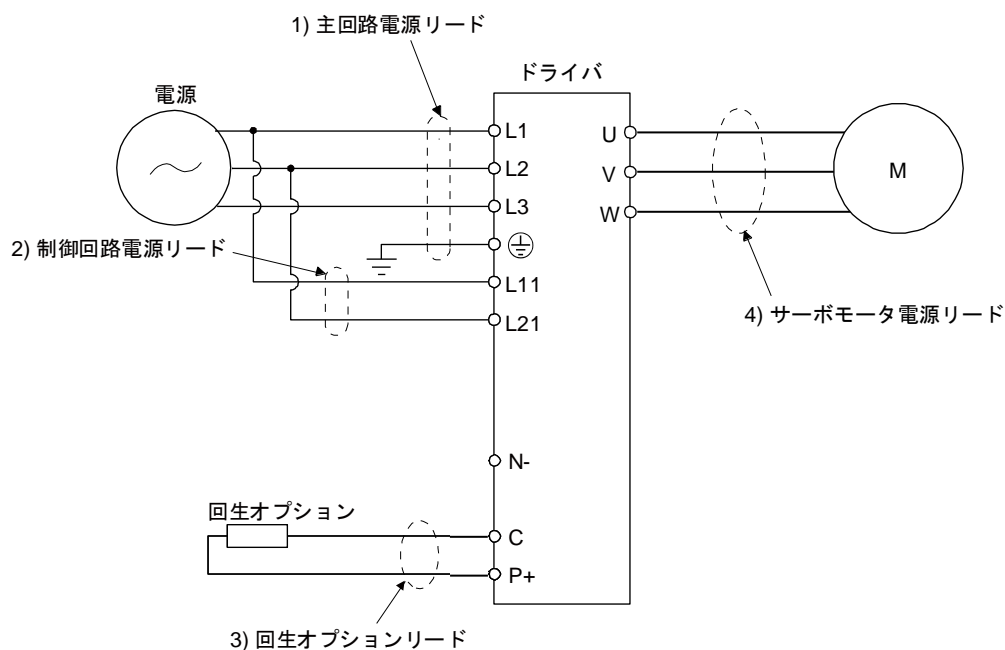 1) 主回路電源リード
ドライバ
電源
L1
L2
L3
L11
L21
N-
C
P+
U
V
W
M
2) 制御回路電源リード
4) サーボモータ電源リード
回生オプション
3) 回生オプションリード